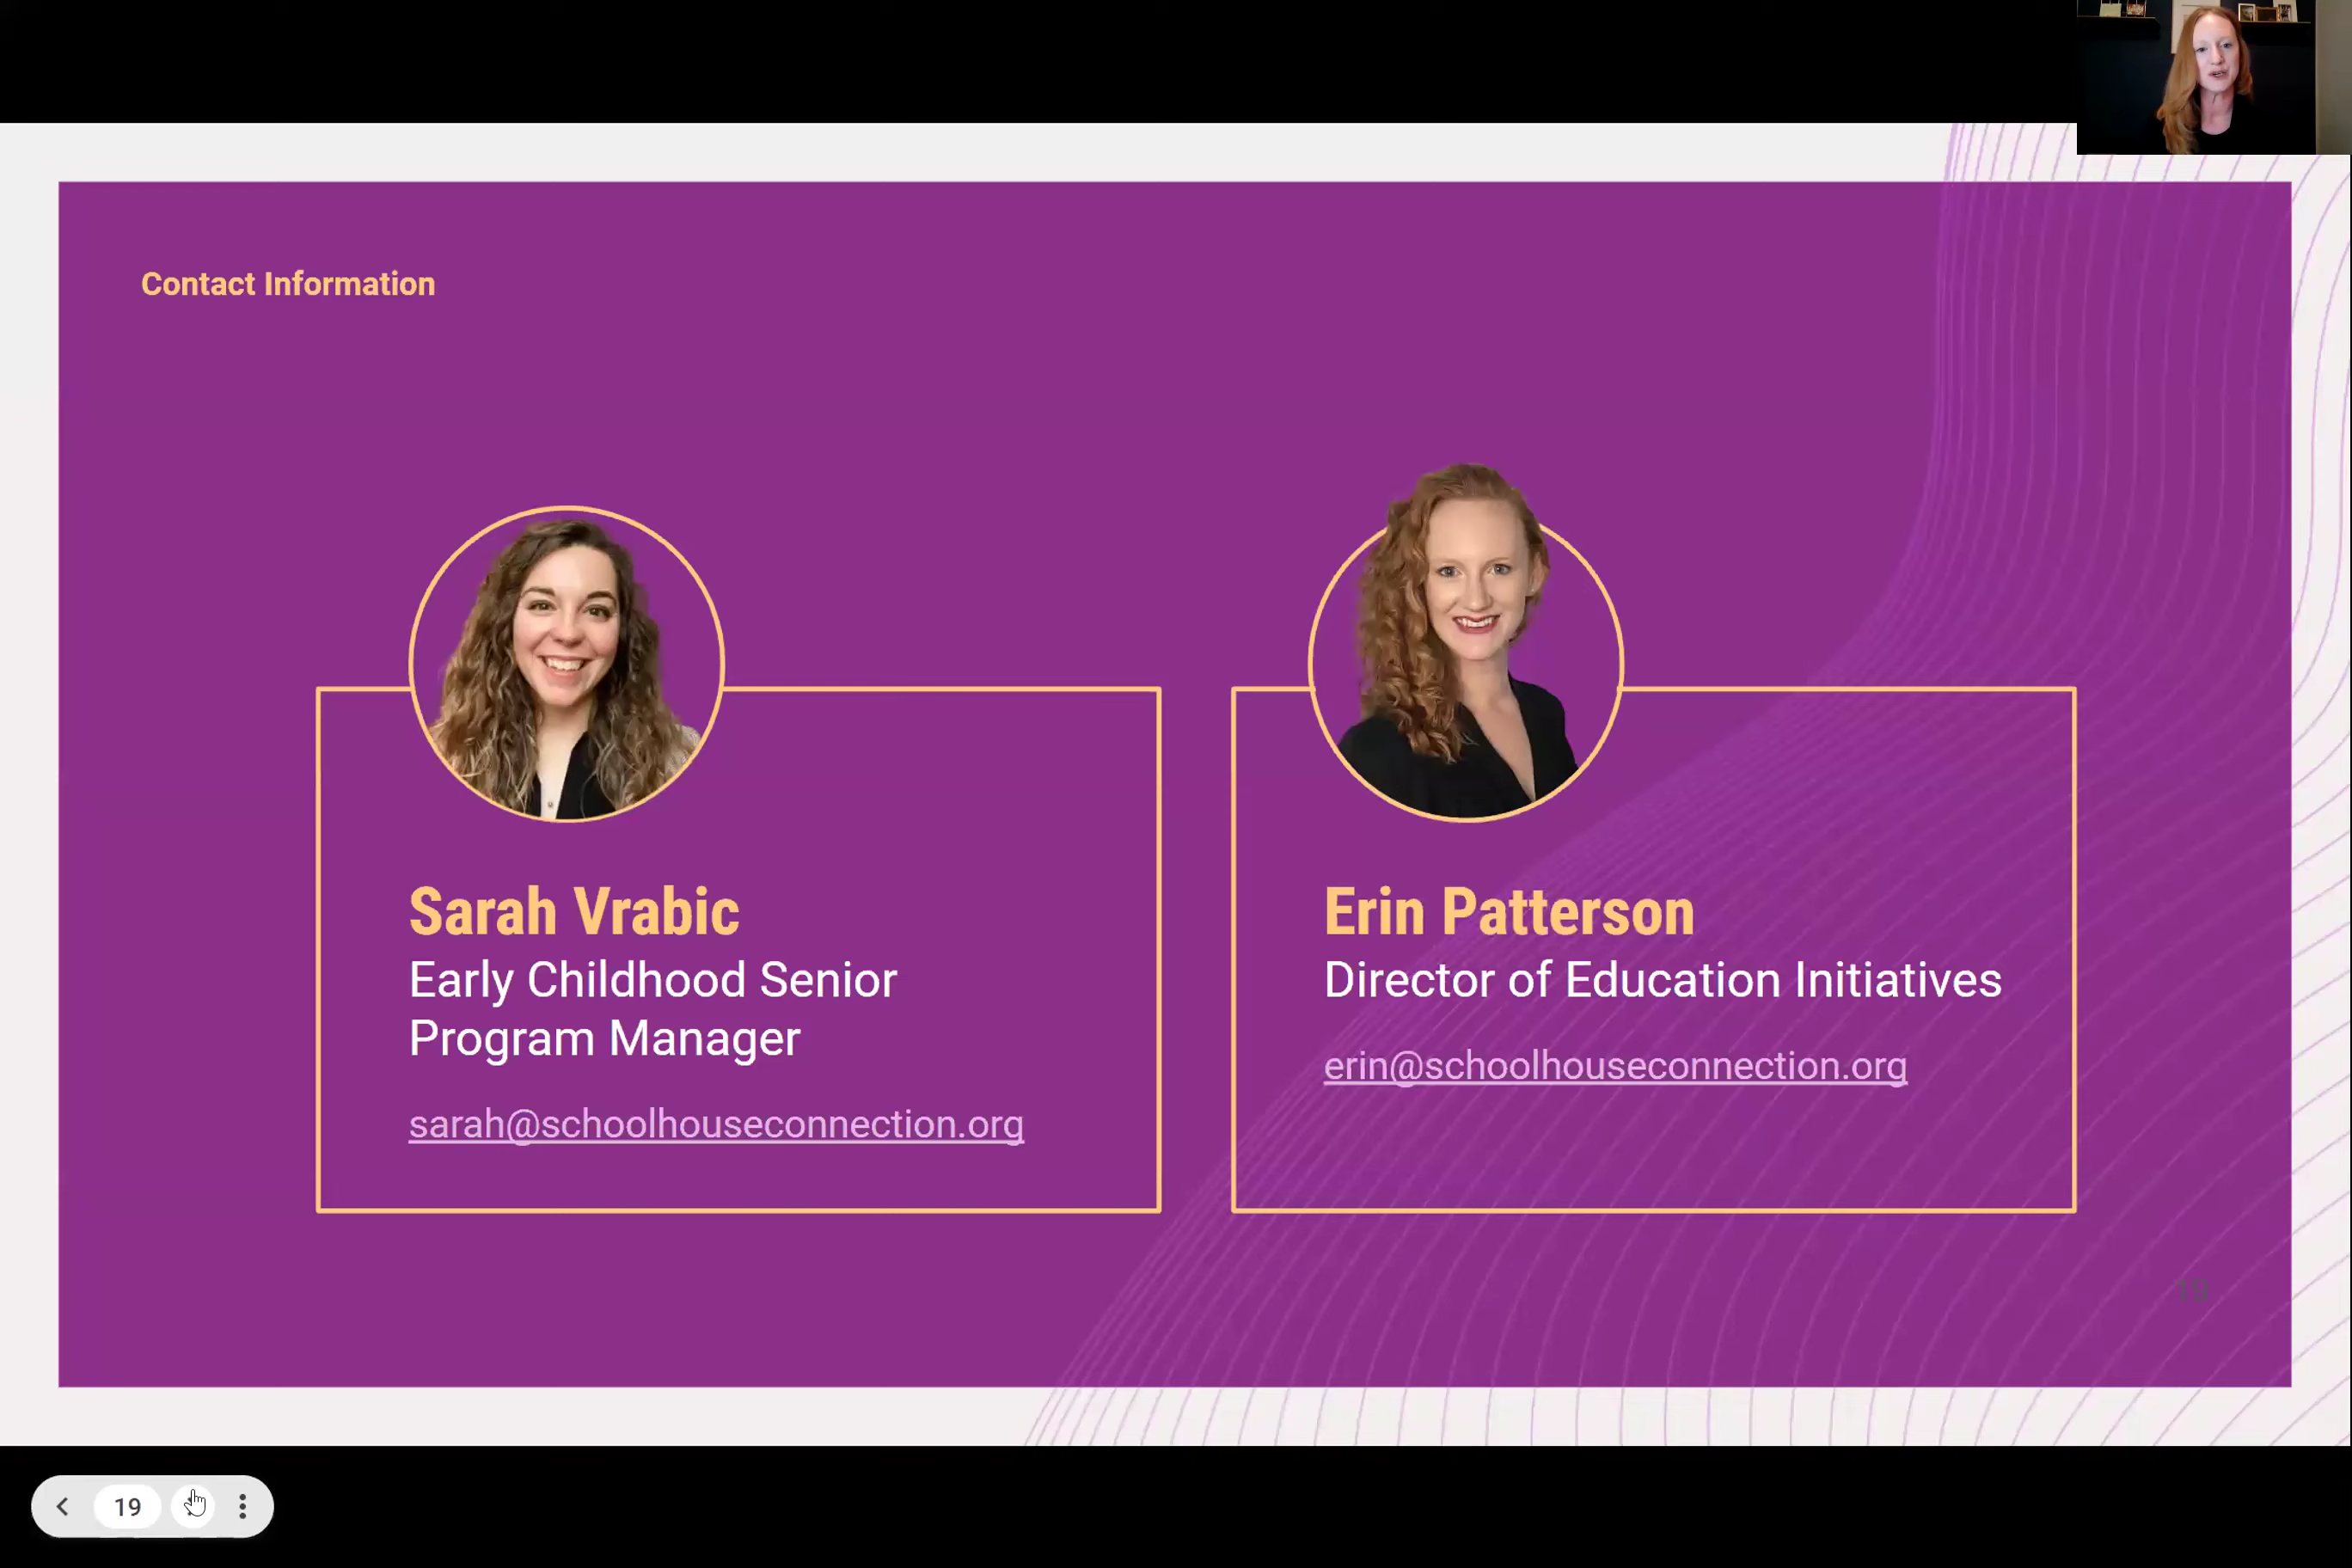 Contact Information
Sarah Vrabic
Early Childhood Senior
Program Manager
sarah@schoolhouseconnection.org
Erin Patterson
Director of Education Initiatives
erin@schoolhouseconnection.org
19
19